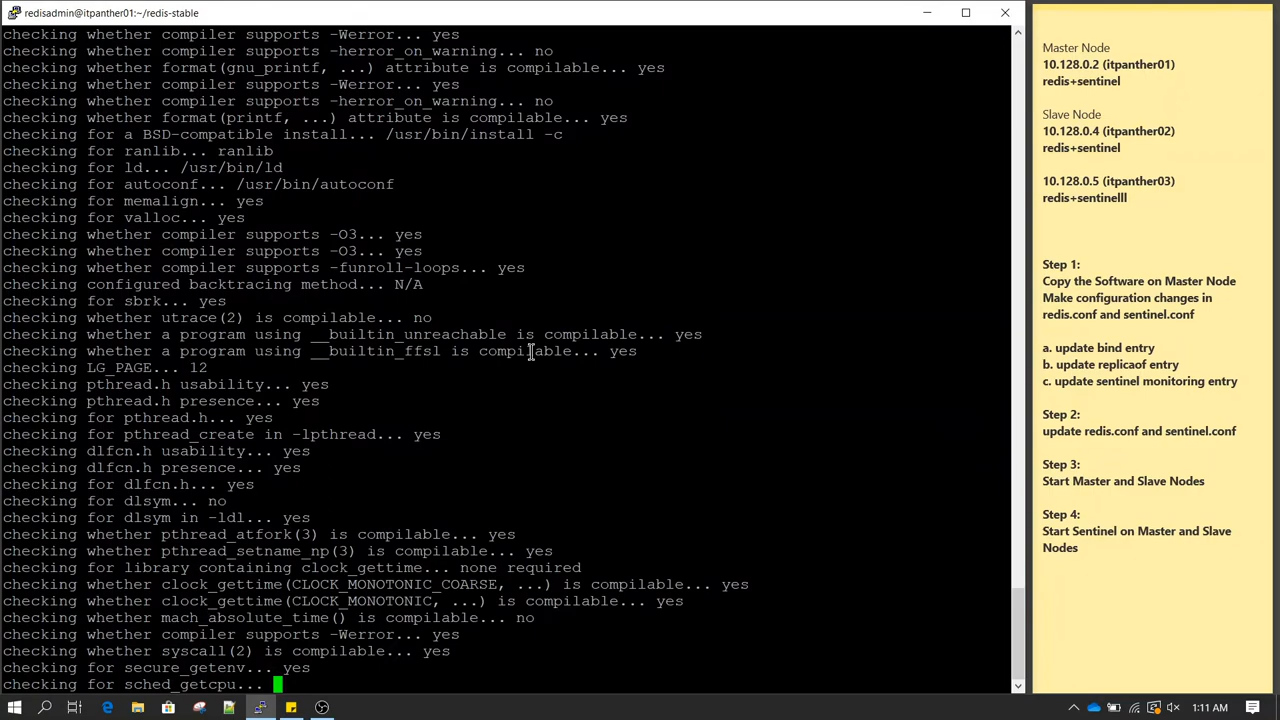 redisadmin@itpanther01:~/redis-stable
checking whether compiler supports -Werror... yes
checking whether compiler supports -herror_on_warning... no
checking whether format(gnu_printf, ...) attribute is compilable... yes
checking whether compiler supports -Werror... yes
checking whether compiler supports -herror_on_warning... no
checking whether format(printf, ...) attribute is compilable... yes
checking for a BSD-compatible install... /usr/bin/install -c
checking for ranlib... ranlib
checking for ld... /usr/bin/ld
checking for autoconf... /usr/bin/autoconf
checking for memalign... yes
checking for valloc... yes
checking whether compiler supports -O3... yes
checking whether compiler supports -O3... yes
checking whether compiler supports -funroll-loops... yes
checking configured backtracing method... N/A
checking for sbrk... yes
checking whether utrace(2) is compilable... no
checking whether a program using __builtin_unreachable is compilable... yes
checking whether a program using __builtin_ffsl is compilable... yes
checking LG_PAGE... 12
checking pthread.h usability... yes
checking pthread.h presence... yes
checking for pthread.h... yes
checking for pthread_create in -lpthread... yes
checking dlfcn.h usability... yes
checking dlfcn.h presence... yes
checking for dlfcn.h... yes
checking for dlsym... no
checking for dlsym in -ldl... yes
checking whether pthread_atfork(3) is compilable... yes
checking whether pthread_setname_np(3) is compilable... yes
checking for library containing clock_gettime... none required
checking whether clock_gettime(CLOCK_MONOTONIC_COARSE, ...) is compilable... yes
checking whether clock_gettime(CLOCK_MONOTONIC, ...) is compilable... yes
checking whether mach_absolute_time() is compilable... no
checking whether compiler supports -Werror... yes
checking whether syscall(2) is compilable... yes
checking for secure_getenv... yes
checking for sched_getcpu...
Master Node
10.128.0.2 (itpanther01)
redis+sentinel
Slave Node
10.128.0.4 (itpanther02)
redis+sentinel
10.128.0.5 (itpanther03)
redis+sentinelll
Step 1:
Copy the Software on Master Node
Make configuration changes in
redis.conf and sentinel.conf
a. update bind entry
b. update replicaof entry
c. update sentinel monitoring entry
Step 2:
update redis.conf and sentinel.conf
Step 3:
Start Master and Slave Nodes
Step 4:
Start Sentinel on Master and Slave
Nodes
1:11 AM